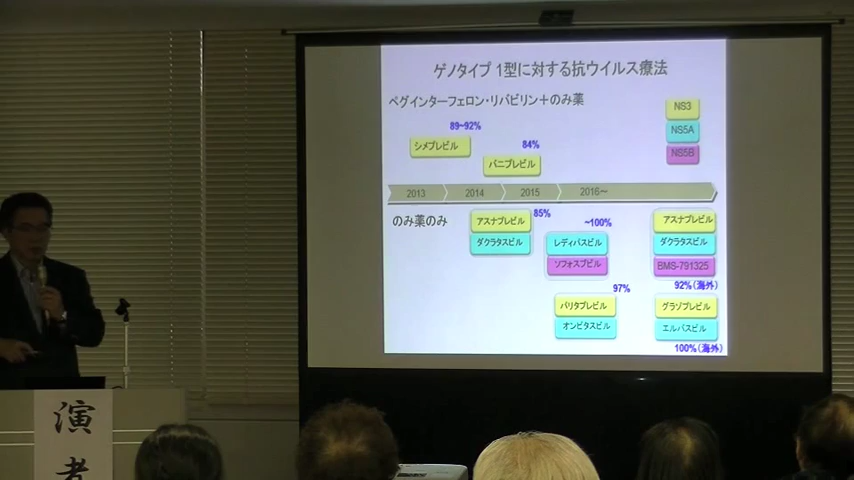 ゲノタイプ 1型に対する抗ウイルス療法
ペグインターフェロン・リバビリン＋のみ薬
NS3
NS5A
NS5B
89~92%
シメプレビル
84%
バニプレビル
2013 2014 2015 2016～
のみ薬のみ
アスナプレビル
ダクラタスビル
85%
~100%
レディパスビル
ソフォスブビル
アスナプレビル
ダクラタスビル
BMS-791325
92%(海外)
97%
パリタプレビル
オンビタスビル
グラゾプレビル
エルバスビル
100%(海外)
演者